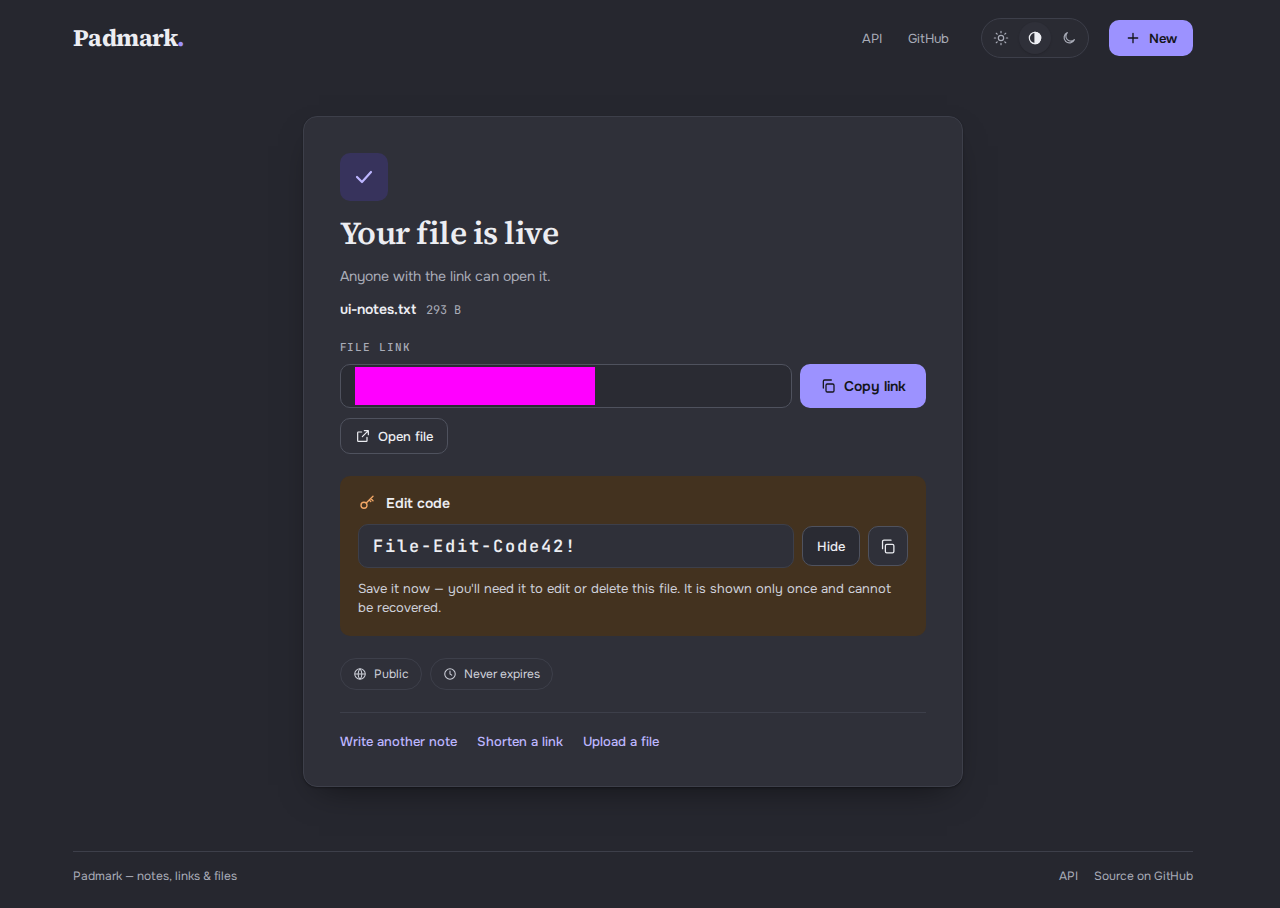 Padmark.
API
GitHub
New
Your file is live
Anyone with the link can open it.
ui-notes.txt 293 B
FILE LINK
Copy link
Open file
Edit code
File-Edit-Code42!
Hide
Save it now — you'll need it to edit or delete this file. It is shown only once and cannot
be recovered.
Public
Never expires
Write another note
Shorten a link
Upload a file
Padmark — notes, links & files
API
Source on GitHub